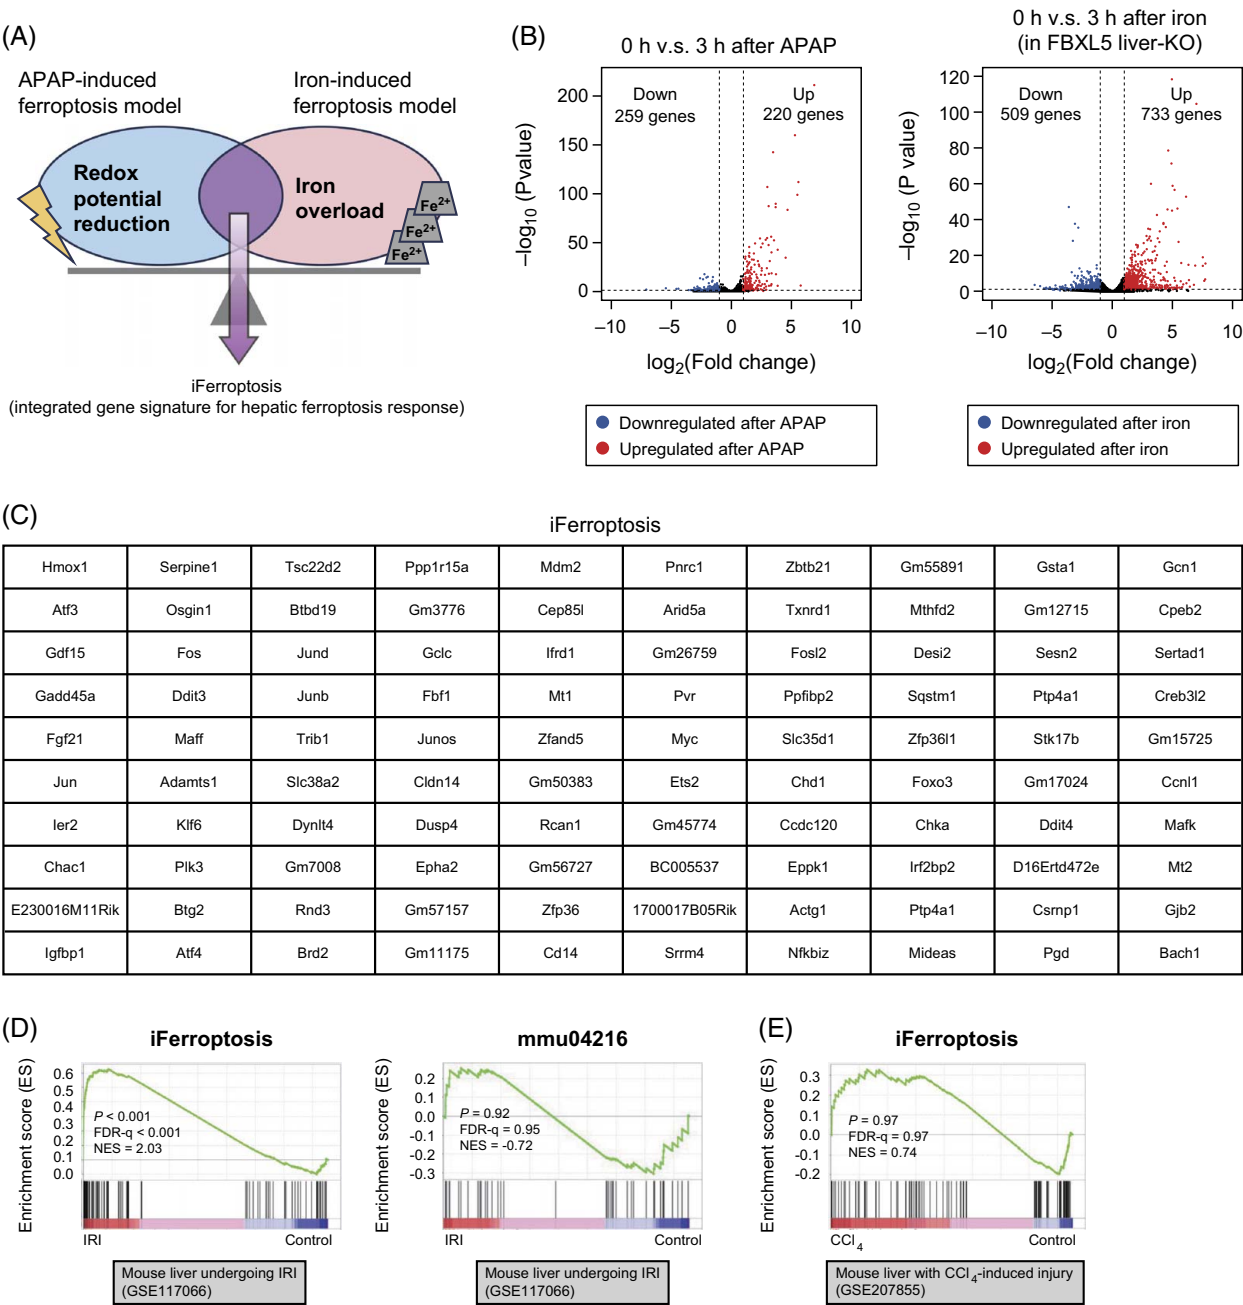 (A)
APAP-induced
ferroptosis model
Iron-induced
ferroptosis model
Redox
potential
reduction
Iron
overload
Fe2+
Fe2+
Fe2+
iFerroptosis
(integrated gene signature for hepatic ferroptosis response)
(B)
0 h v.s. 3 h after APAP
Down
259 genes
Up
220 genes
−log10 (Pvalue)
200
150
100
50
0
−10
−5
0
5
10
log2(Fold change)
Downregulated after APAP
Upregulated after APAP
0 h v.s. 3 h after iron
(in FBXL5 liver-KO)
Down
509 genes
Up
733 genes
−log10 (P value)
120
100
80
60
40
20
0
−10
−5
0
5
10
log2(Fold change)
Downregulated after iron
Upregulated after iron
(C)
iFerroptosis
Hmox1 Serpine1 Tsc22d2 Ppp1r15a Mdm2 Pnrc1 Zbtb21 Gm55891 Gsta1 Gcn1
Atf3 Osgin1 Btbd19 Gm3776 Cep85l Arid5a Txnrd1 Mthfd2 Gm12715 Cpeb2
Gdf15 Fos Jund Gclc Ifrd1 Gm26759 Fosl2 Desi2 Sesn2 Sertad1
Gadd45a Ddit3 Junb Fbf1 Mt1 Pvr Ppfibp2 Sqstm1 Ptp4a1 Creb3l2
Fgf21 Maff Trib1 Junos Zfand5 Myc Slc35d1 Zfp36l1 Stk17b Gm15725
Jun Adamts1 Slc38a2 Cldn14 Gm50383 Ets2 Chd1 Foxo3 Gm17024 Ccnl1
Ier2 Klf6 Dynlt4 Dusp4 Rcan1 Gm45774 Ccdc120 Chka Ddit4 Mafk
Chac1 Plk3 Gm7008 Epha2 Gm56727 BC005537 Eppk1 Irf2bp2 D16Ertd472e Mt2
E230016M11Rik Btg2 Rnd3 Gm57157 Zfp36 1700017B05Rik Actg1 Ptp4a1 Csrnp1 Gjb2
Igfbp1 Atf4 Brd2 Gm11175 Cd14 Srrm4 Nfkbiz Mideas Pgd Bach1
(D)
iFerroptosis
Enrichment score (ES)
0.6
0.5
0.4
0.3
0.2
0.1
0.0
P < 0.001
FDR-q < 0.001
NES = 2.03
IRI
Control
Mouse liver undergoing IRI
(GSE117066)
mmu04216
Enrichment score (ES)
0.2
0.1
0.0
-0.1
-0.2
-0.3
P = 0.92
FDR-q = 0.95
NES = -0.72
IRI
Control
Mouse liver undergoing IRI
(GSE117066)
(E)
iFerroptosis
Enrichment score (ES)
0.3
0.2
0.1
0.0
-0.1
-0.2
P = 0.97
FDR-q = 0.97
NES = 0.74
CCl4
Control
Mouse liver with CCl4-induced injury
(GSE207855)